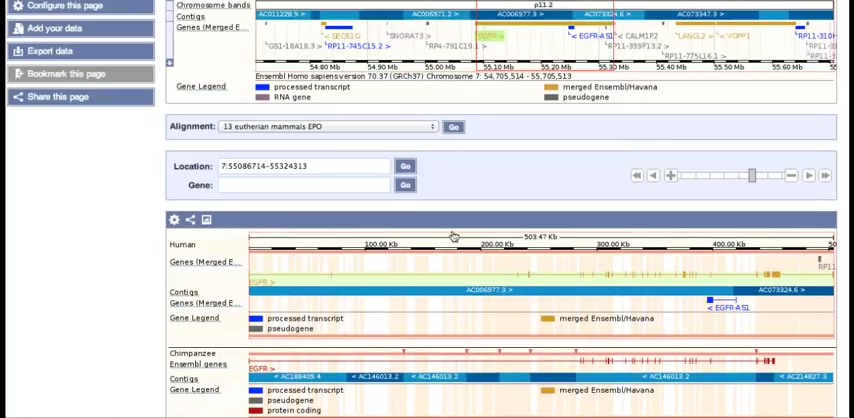 Configure this page
Add your data
Export data
Bookmark this page
Share this page
Chromosome bands
p11.2
Contigs
AC011228.9 > AC006971.2 > AC006977.3 > AC073324.6 > AC073347.3 >
Genes (Merged E...
< SEC61G SNORA73 > EGFR > < EGFR-AS1 < CALM1P2 LANCL2 > < VOPP1
GS1-18A18.3 > RP11-745C15.2 > RP4-791C19.1 > RP11-339F13.2 >
RP11-775L16.1 >
54.80 Mb 54.90 Mb 55.00 Mb 55.10 Mb 55.20 Mb 55.30 Mb 55.40 Mb 55.50 Mb 55.60 Mb
Ensembl Homo sapiens version 70.37 (GRCh37) Chromosome 7: 54,705,514 - 55,705,513
Gene Legend
processed transcript merged Ensembl/Havana
RNA gene pseudogene
Alignment: 13 eutherian mammals EPO Go
Location: 7:55086714-55324313 Go
Gene: Go
503.47 Kb
Human 100.00 Kb 200.00 Kb 300.00 Kb 400.00 Kb
Genes (Merged E...
RP11
EGFR >
Contigs AC006977.3 > AC073324.6 >
Genes (Merged E...
< EGFR-AS1
Gene Legend processed transcript merged Ensembl/Havana
pseudogene
Chimpanzee
Ensembl genes
EGFR >
Contigs < AC188409.4 < AC146013.2 < AC146013.2 < AC146013.2 < AC214827.3
Gene Legend processed transcript merged Ensembl/Havana
pseudogene
protein coding